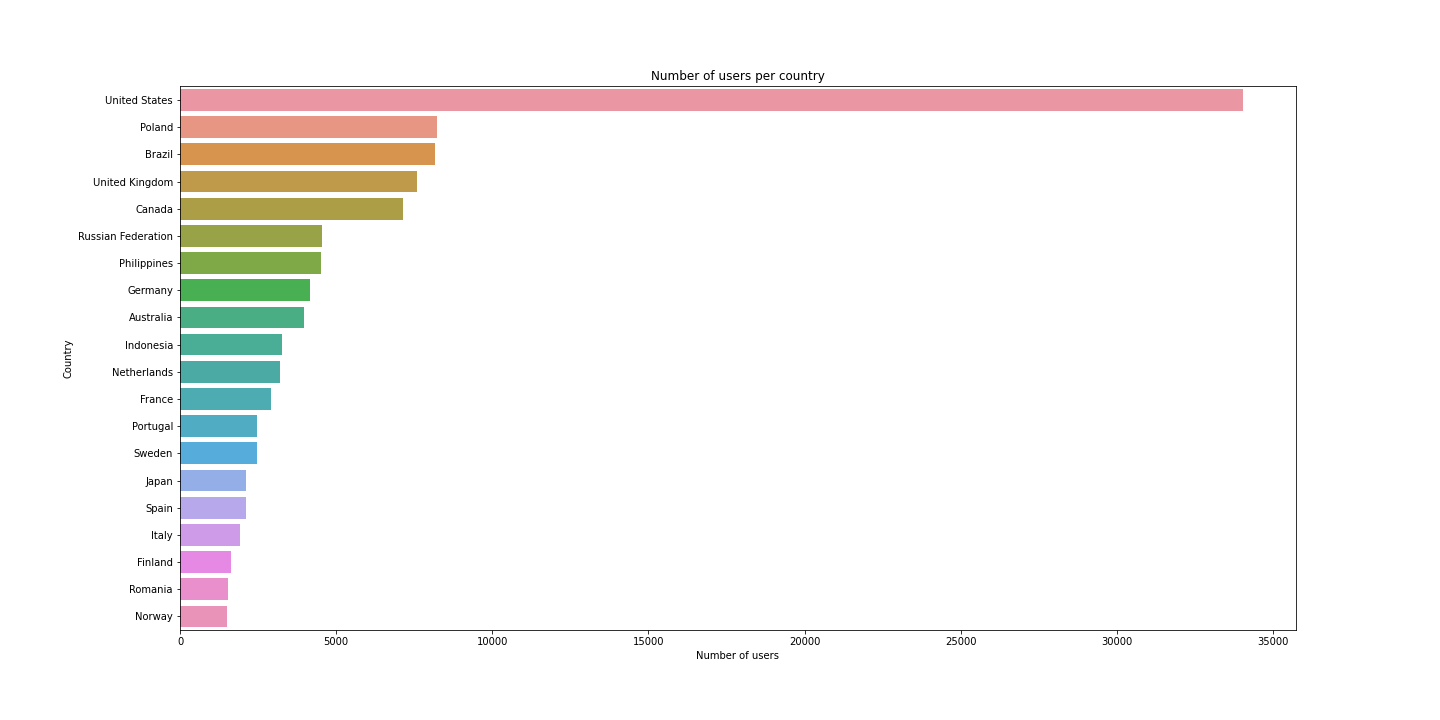 Number of users per country
United States
Poland
Brazil
United Kingdom
Canada
Russian Federation
Philippines
Germany
Australia
Indonesia
Netherlands
France
Portugal
Sweden
Japan
Spain
Italy
Finland
Romania
Norway
Country
0 5000 10000 15000 20000 25000 30000 35000
Number of users